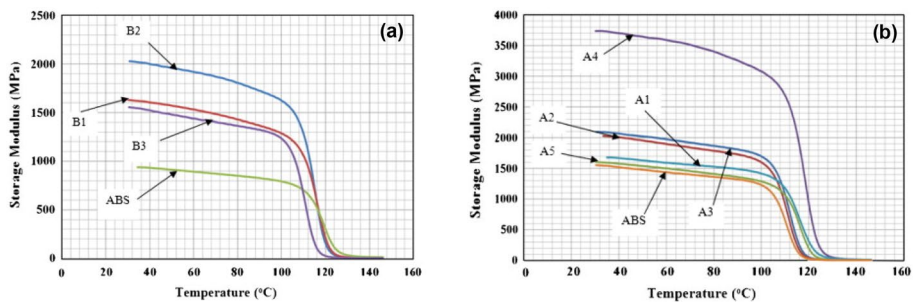 (a)
2500
2000
1500
1000
500
0
0 20 40 60 80 100 120 140 160
Storage Modulus (MPa)
Temperature (°C)
B2
B1
B3
ABS
(b)
4000
3500
3000
2500
2000
1500
1000
500
0
0 20 40 60 80 100 120 140 160
Storage Modulus (MPa)
Temperature (°C)
A4
A1
A2
A5
ABS
A3